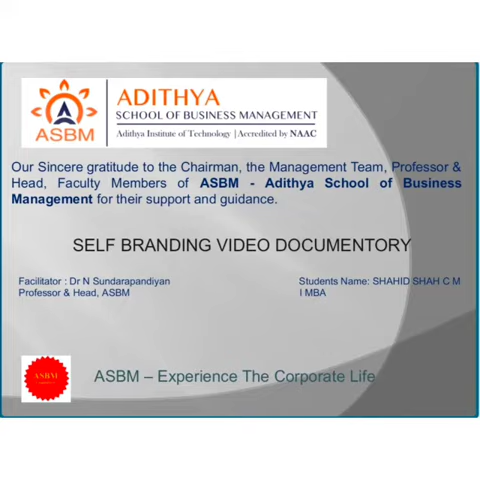 ADITHYA
SCHOOL OF BUSINESS MANAGEMENT
ASBM
Adithya Institute of Technology | Accredited by NAAC
Our Sincere gratitude to the Chairman, the Management Team, Professor &
Head, Faculty Members of ASBM - Adithya School of Business
Management for their support and guidance.
SELF BRANDING VIDEO DOCUMENTORY
Facilitator : Dr N Sundarapandiyan
Professor & Head, ASBM
Students Name: SHAHID SHAH C M
I MBA
ASBM
ASBM – Experience The Corporate Life